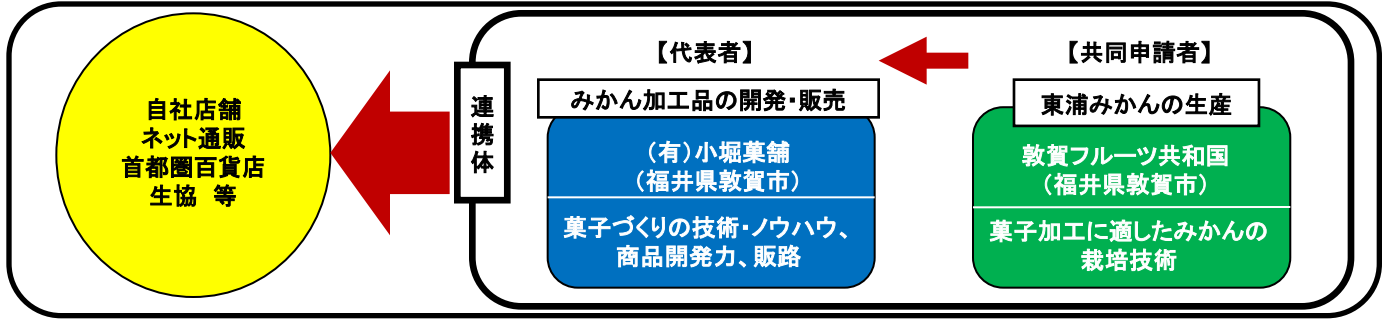 自社店舗
ネット通販
首都圏百貨店
生協　等
連携体
【代表者】
みかん加工品の開発・販売
（有）小堀菓舗
（福井県敦賀市）
菓子づくりの技術・ノウハウ、
商品開発力、販路
【共同申請者】
東浦みかんの生産
敦賀フルーツ共和国
（福井県敦賀市）
菓子加工に適したみかんの
栽培技術